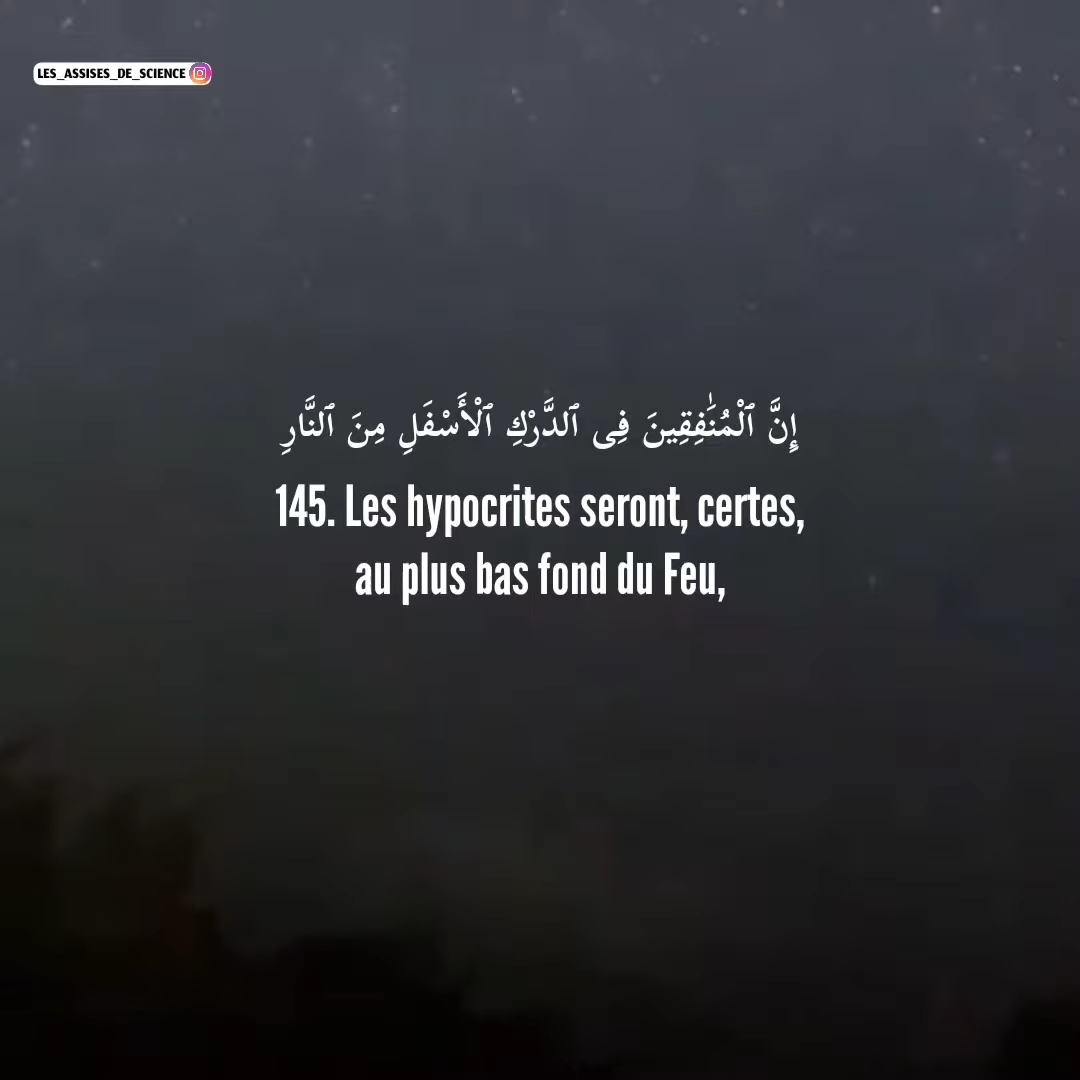 LES_ASSISES_DE_SCIENCE
إِنَّ ٱلْمُنَٰفِقِينَ فِى ٱلدَّرْكِ ٱلْأَسْفَلِ مِنَ ٱلنَّارِ
145. Les hypocrites seront, certes,
au plus bas fond du Feu,